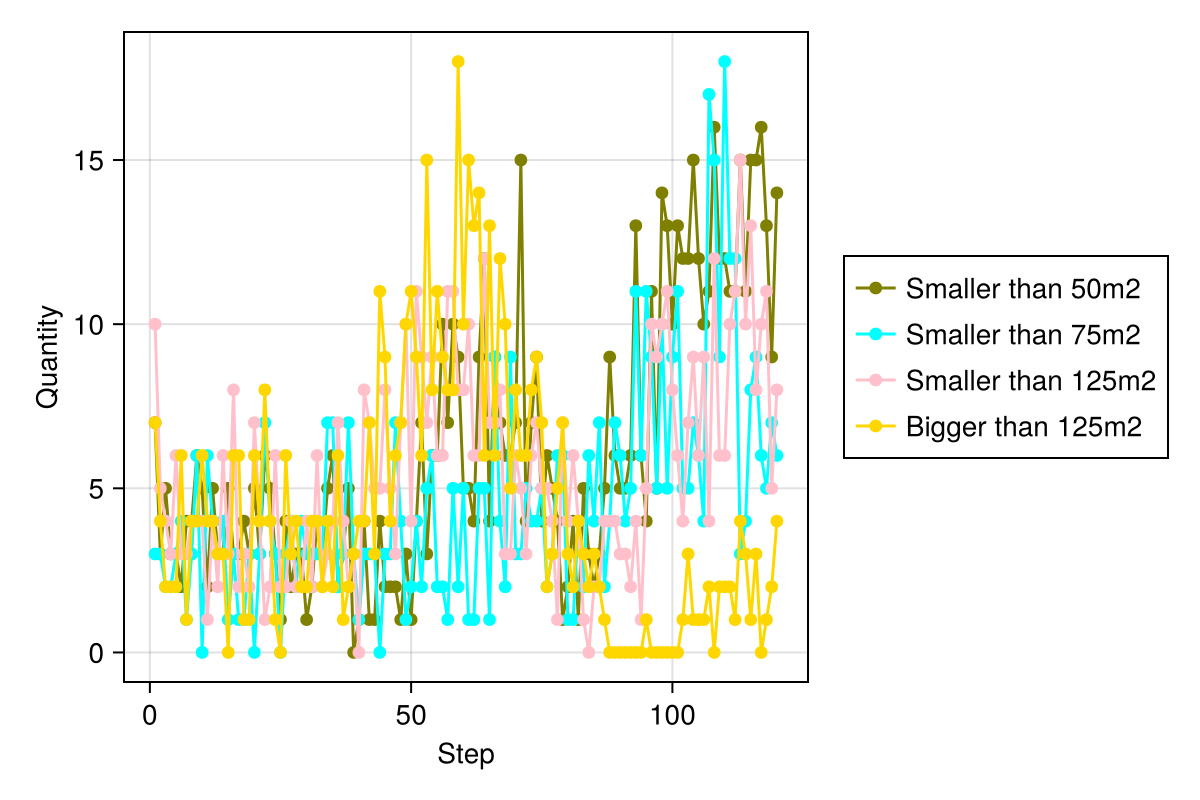 15
10
5
0
Quantity
0
50
100
Step
Smaller than 50m2
Smaller than 75m2
Smaller than 125m2
Bigger than 125m2